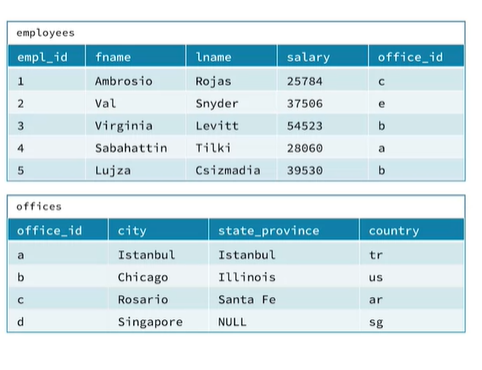 employees
empl_id fname lname salary office_id
1 Ambrosio Rojas 25784 c
2 Val Snyder 37506 e
3 Virginia Levitt 54523 b
4 Sabahattin Tilki 28060 a
5 Lujza Csizmadia 39530 b
offices
office_id city state_province country
a Istanbul Istanbul tr
b Chicago Illinois us
c Rosario Santa Fe ar
d Singapore NULL sg